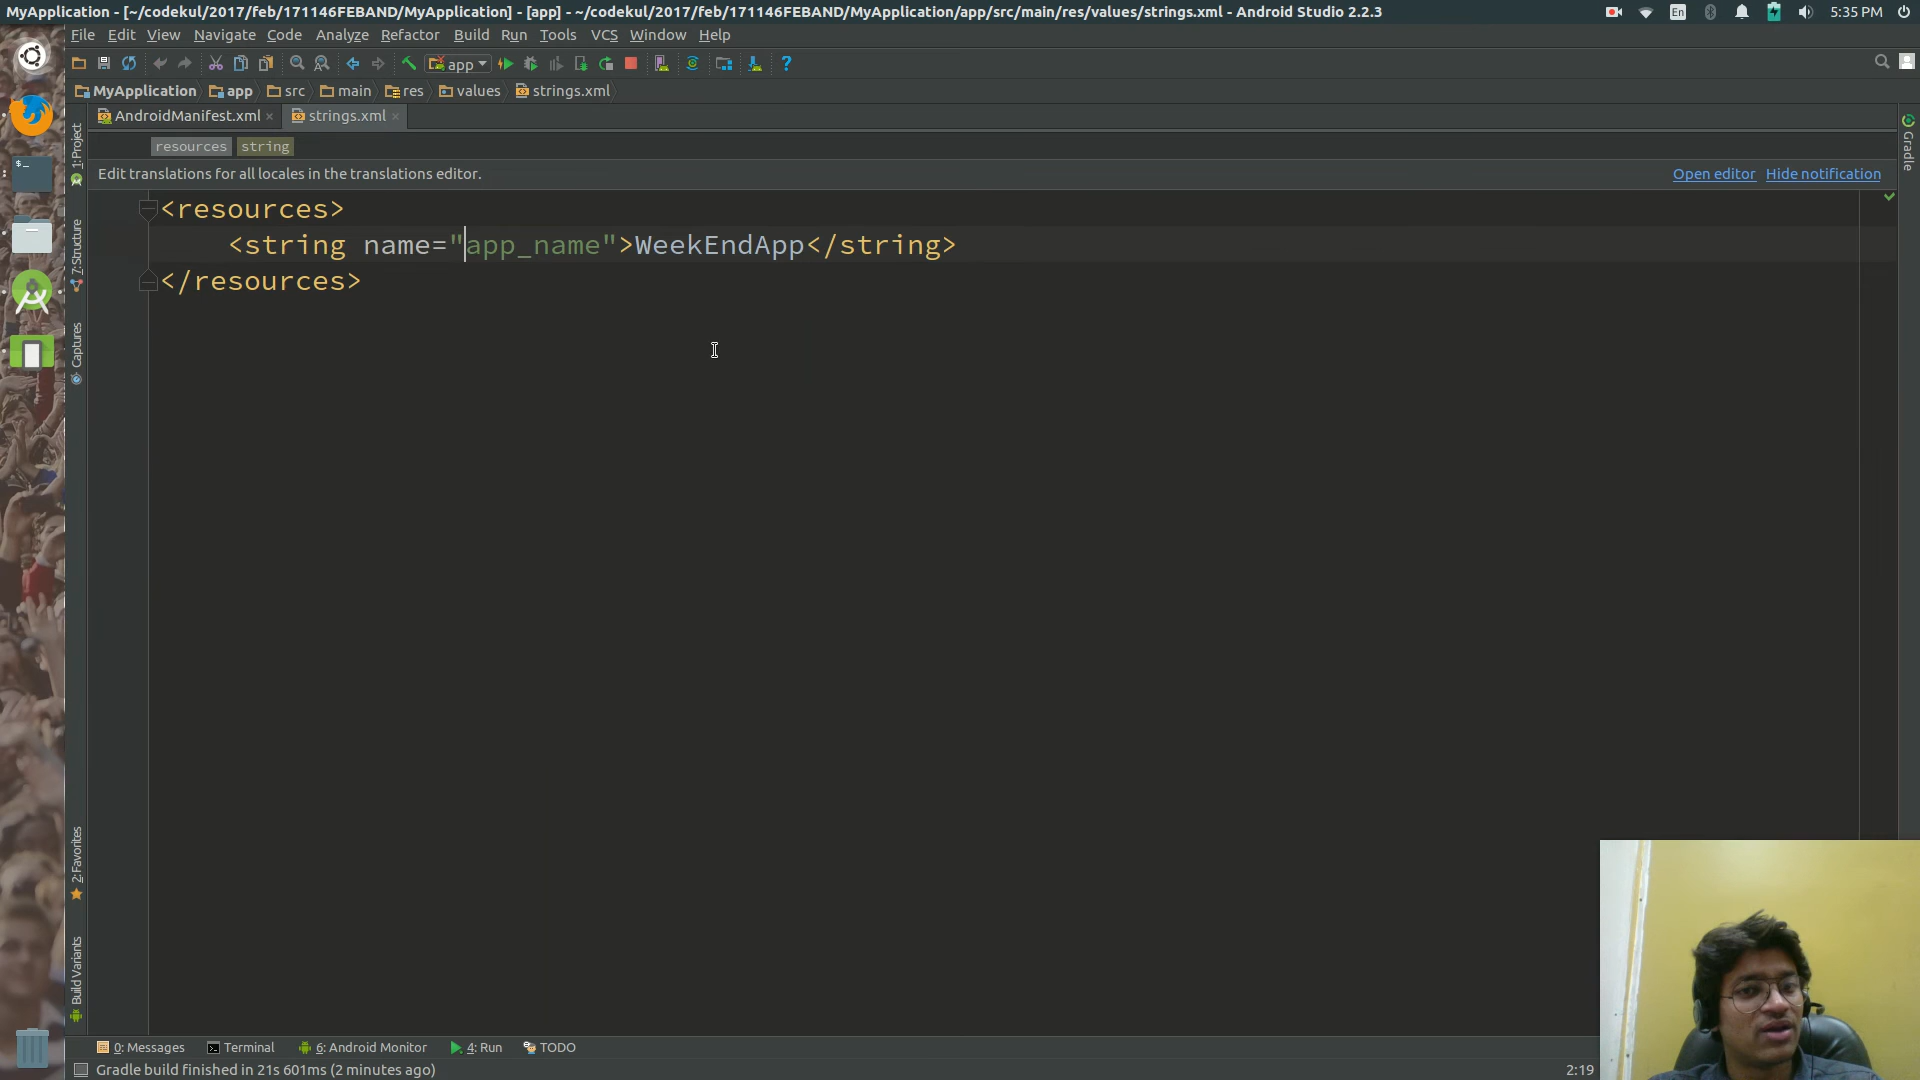 MyApplication - [~/codekul/2017/feb/171146FEBAND/MyApplication] - [app] - ~/codekul/2017/feb/171146FEBAND/MyApplication/app/src/main/res/values/strings.xml - Android Studio 2.2.3
En
5:35 PM
File Edit View Navigate Code Analyze Refactor Build Run Tools VCS Window Help
app
MyApplication app src main res values strings.xml
AndroidManifest.xml strings.xml
1: Project
Gradle
resources string
Edit translations for all locales in the translations editor.
Open editor Hide notification
<resources>
<string name="app_name">WeekEndApp</string>
</resources>
7: Structure
Captures
2: Favorites
Build Variants
0: Messages Terminal 6: Android Monitor 4: Run TODO
Gradle build finished in 21s 601ms (2 minutes ago)
2:19